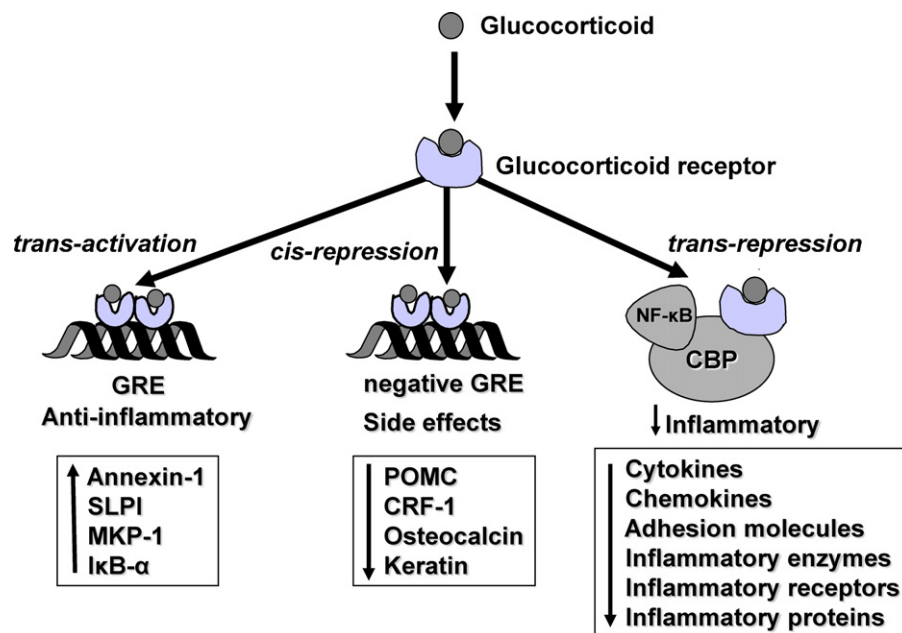 Glucocorticoid
Glucocorticoid receptor
trans-activation
cis-repression
trans-repression
NF-κB
CBP
GRE
Anti-inflammatory
negative GRE
Side effects
Inflammatory
Annexin-1
SLPI
MKP-1
IκB-α
POMC
CRF-1
Osteocalcin
Keratin
Cytokines
Chemokines
Adhesion molecules
Inflammatory enzymes
Inflammatory receptors
Inflammatory proteins